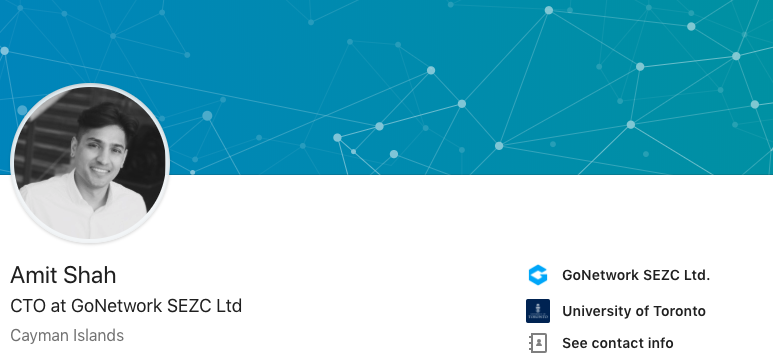 Amit Shah
CTO at GoNetwork SEZC Ltd
Cayman Islands
GoNetwork SEZC Ltd.
University of Toronto
See contact info